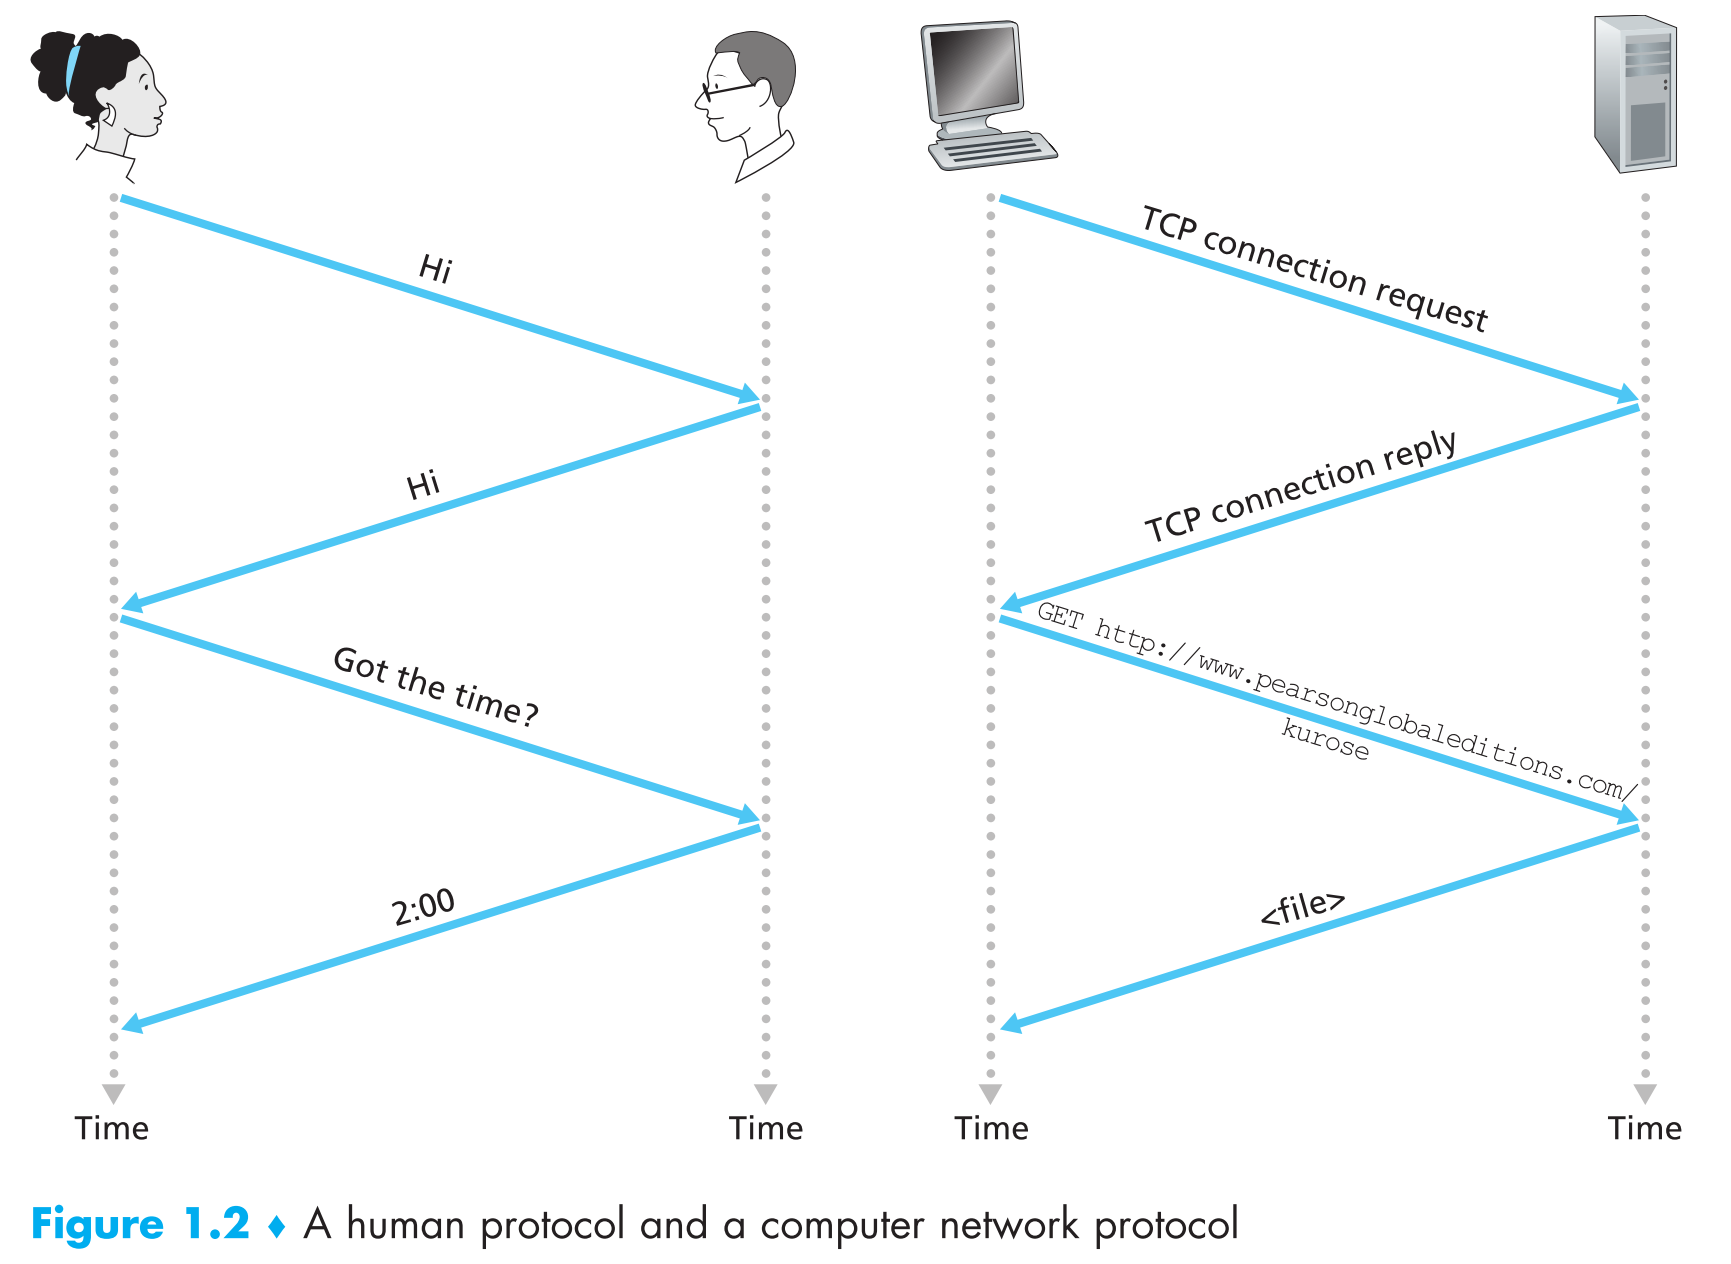 Hi
Hi
Got the time?
2:00
Time
Time
TCP connection request
TCP connection reply
GET http://www.pearsonglobaleditions.com/
kurose
<file>
Time
Time
Figure 1.2 ♦ A human protocol and a computer network protocol